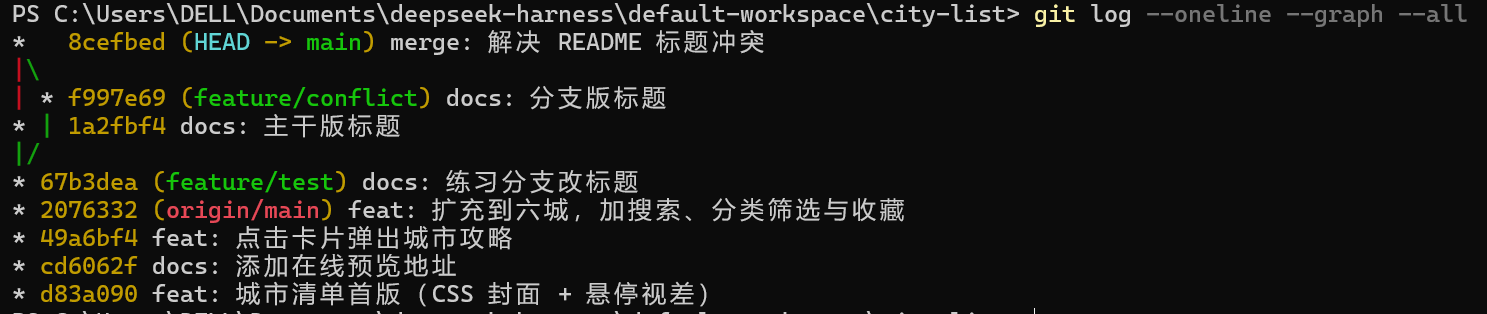 PS C:\Users\DELL\Documents\deepseek-harness\default-workspace\city-list> git log --oneline --graph --all
*   8cefbed (HEAD -> main) merge: 解决 README 标题冲突
|\
| * f997e69 (feature/conflict) docs: 分支版标题
* | 1a2fbf4 docs: 主干版标题
|/
* 67b3dea (feature/test) docs: 练习分支改标题
* 2076332 (origin/main) feat: 扩充到六城，加搜索、分类筛选与收藏
* 49a6bf4 feat: 点击卡片弹出城市攻略
* cd6062f docs: 添加在线预览地址
* d83a090 feat: 城市清单首版（CSS 封面 + 悬停视差）